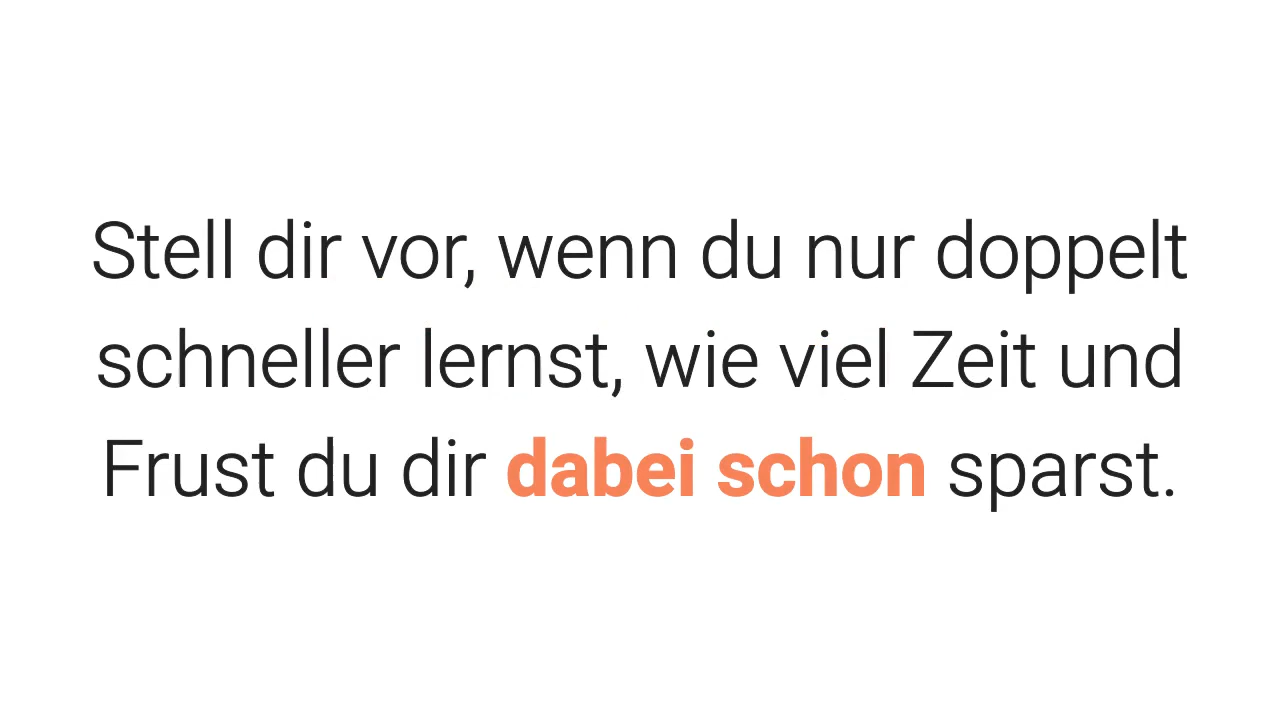 Stell dir vor, wenn du nur doppelt
schneller lernst, wie viel Zeit und
Frust du dir dabei schon sparst.